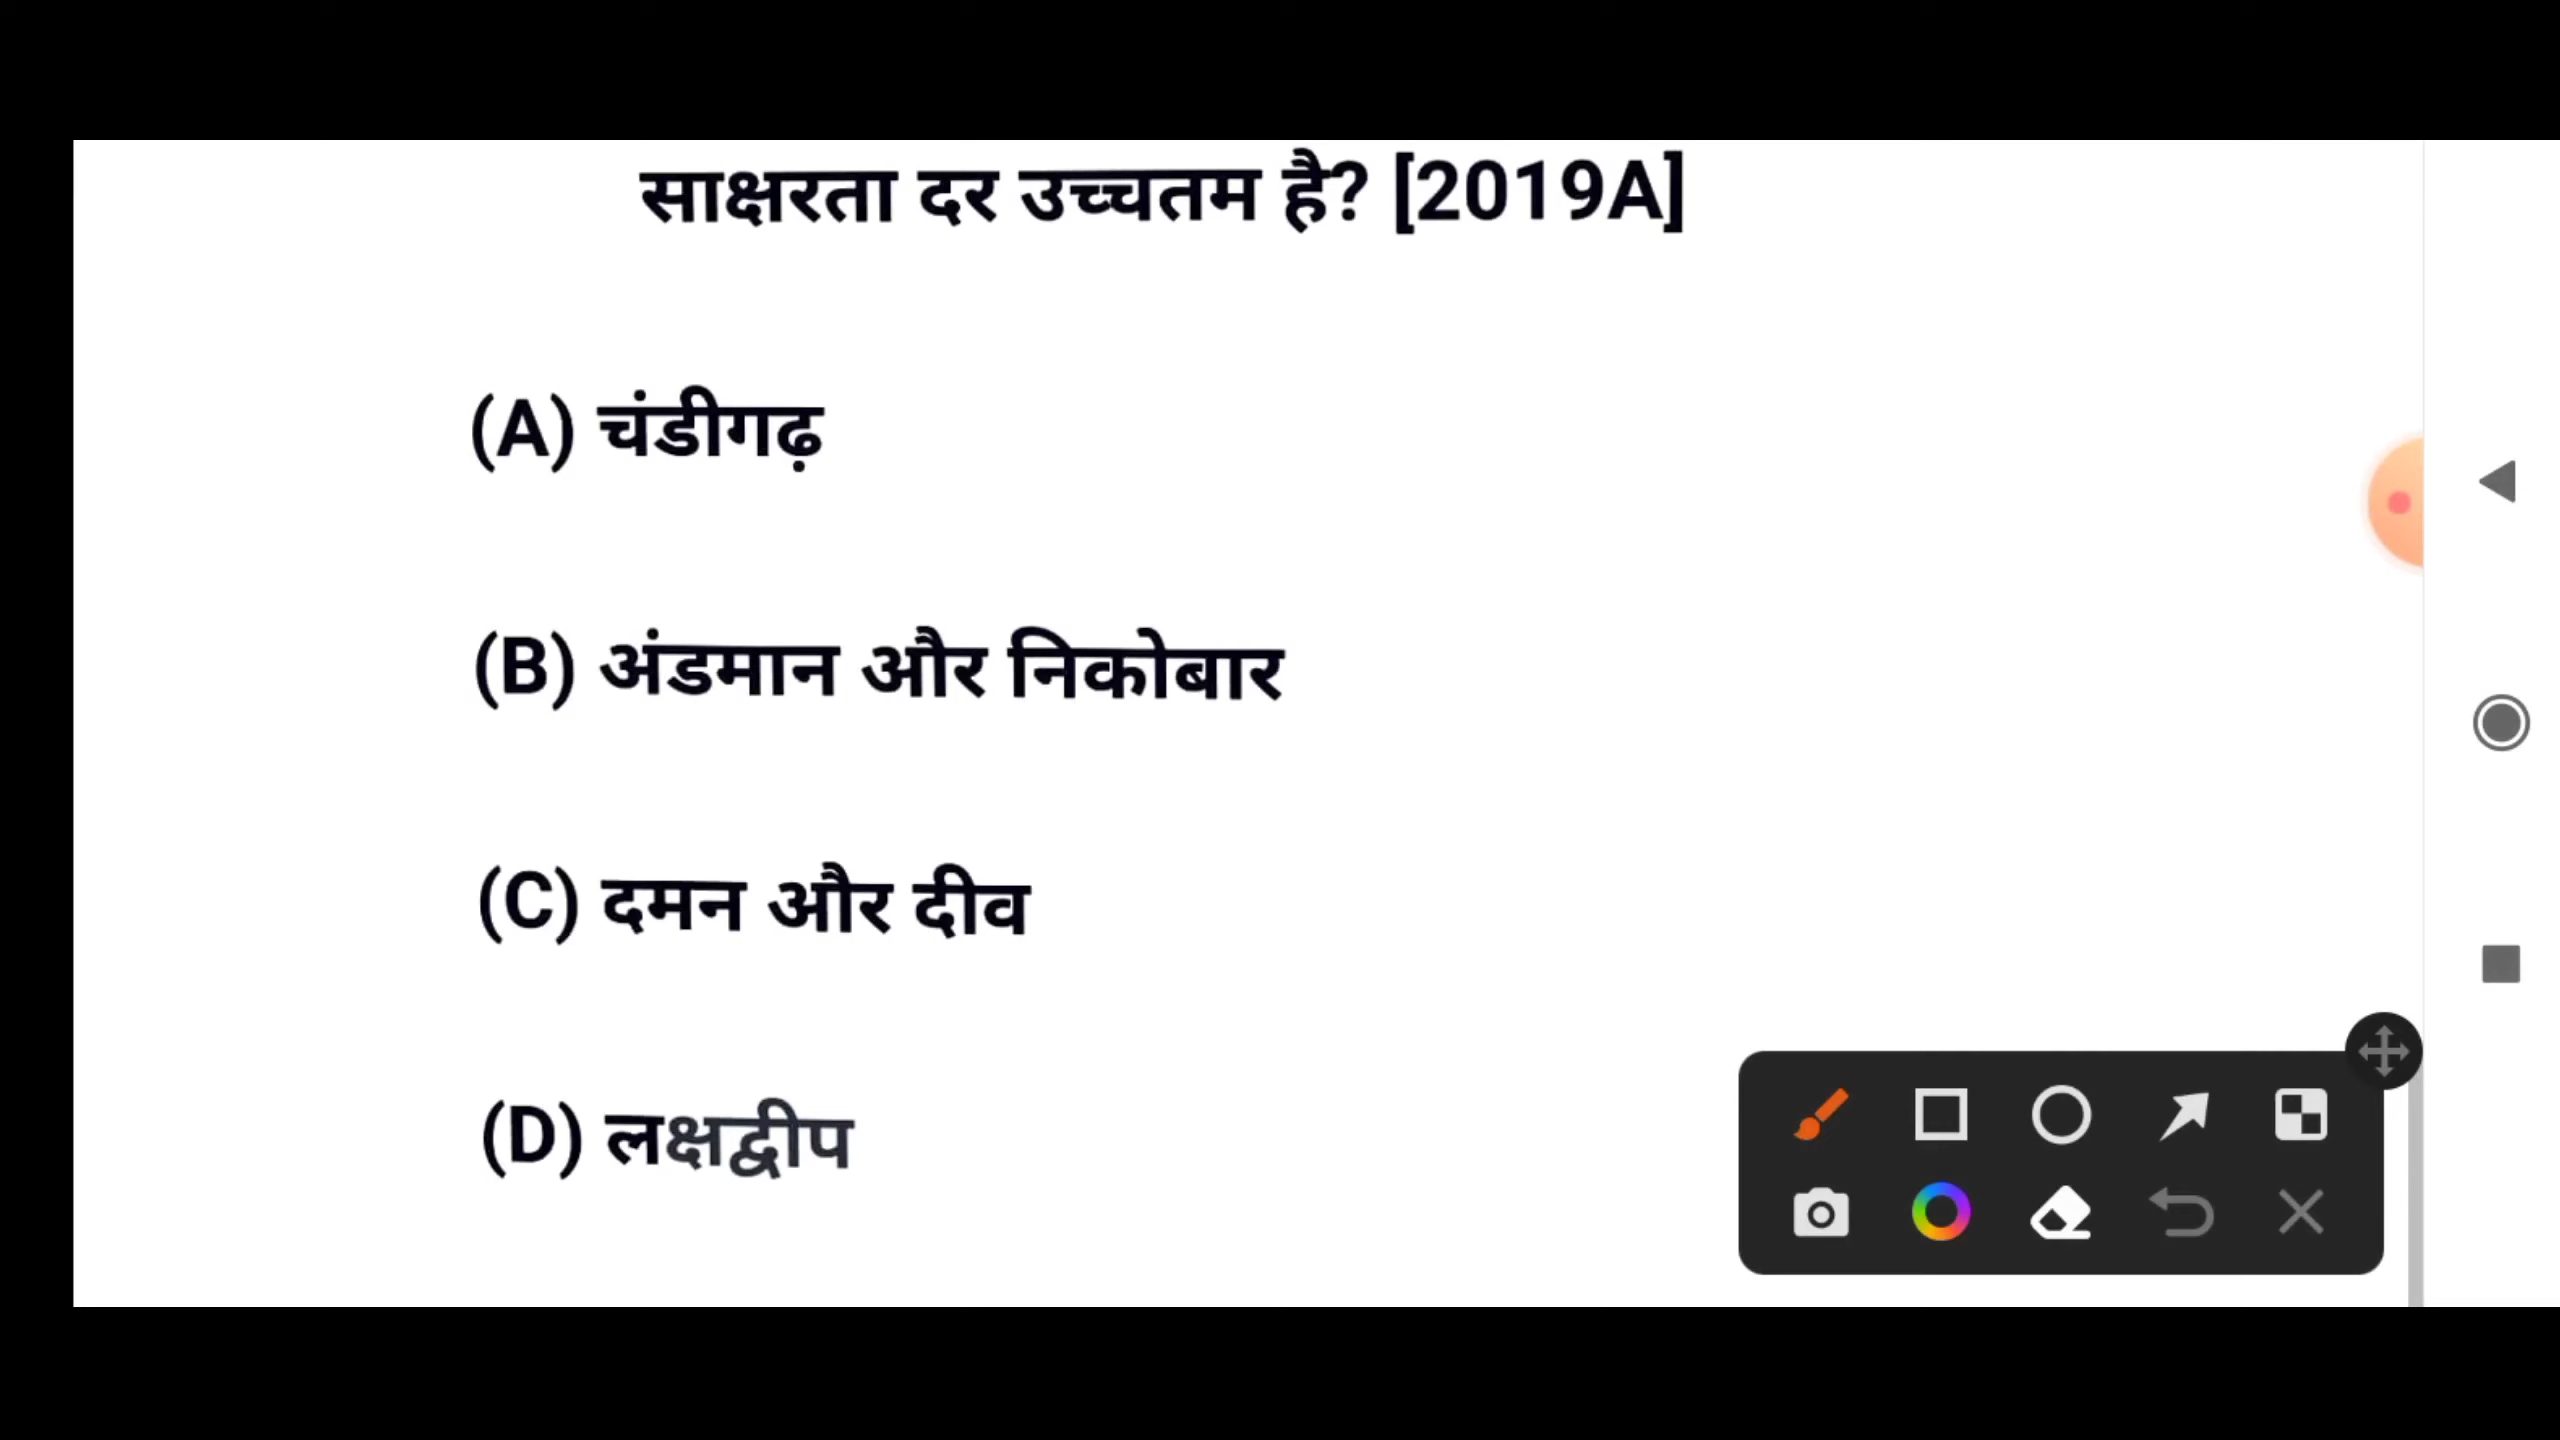 साक्षरता दर उच्चतम है? [2019A]
(A) चंडीगढ़
(B) अंडमान और निकोबार
(C) दमन और दीव
(D) लक्षद्वीप